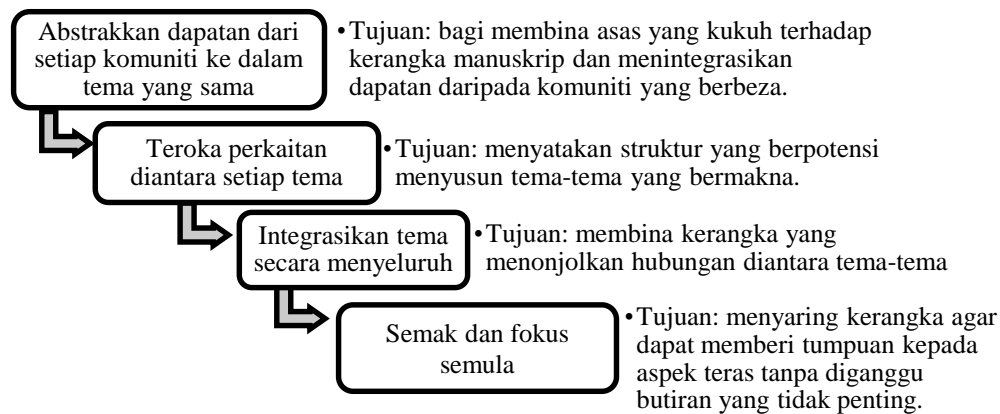 Abstrakkan dapatan dari
setiap komuniti ke dalam
tema yang sama
•Tujuan: bagi membina asas yang kukuh terhadap
kerangka manuskrip dan menintegrasikan
dapatan daripada komuniti yang berbeza.
Teroka perkaitan
diantara setiap tema
•Tujuan: menyatakan struktur yang berpotensi
menyusun tema-tema yang bermakna.
Integrasikan tema
secara menyeluruh
•Tujuan: membina kerangka yang
menonjolkan hubungan diantara tema-tema
Semak dan fokus
semula
•Tujuan: menyaring kerangka agar
dapat memberi tumpuan kepada
aspek teras tanpa diganggu
butiran yang tidak penting.